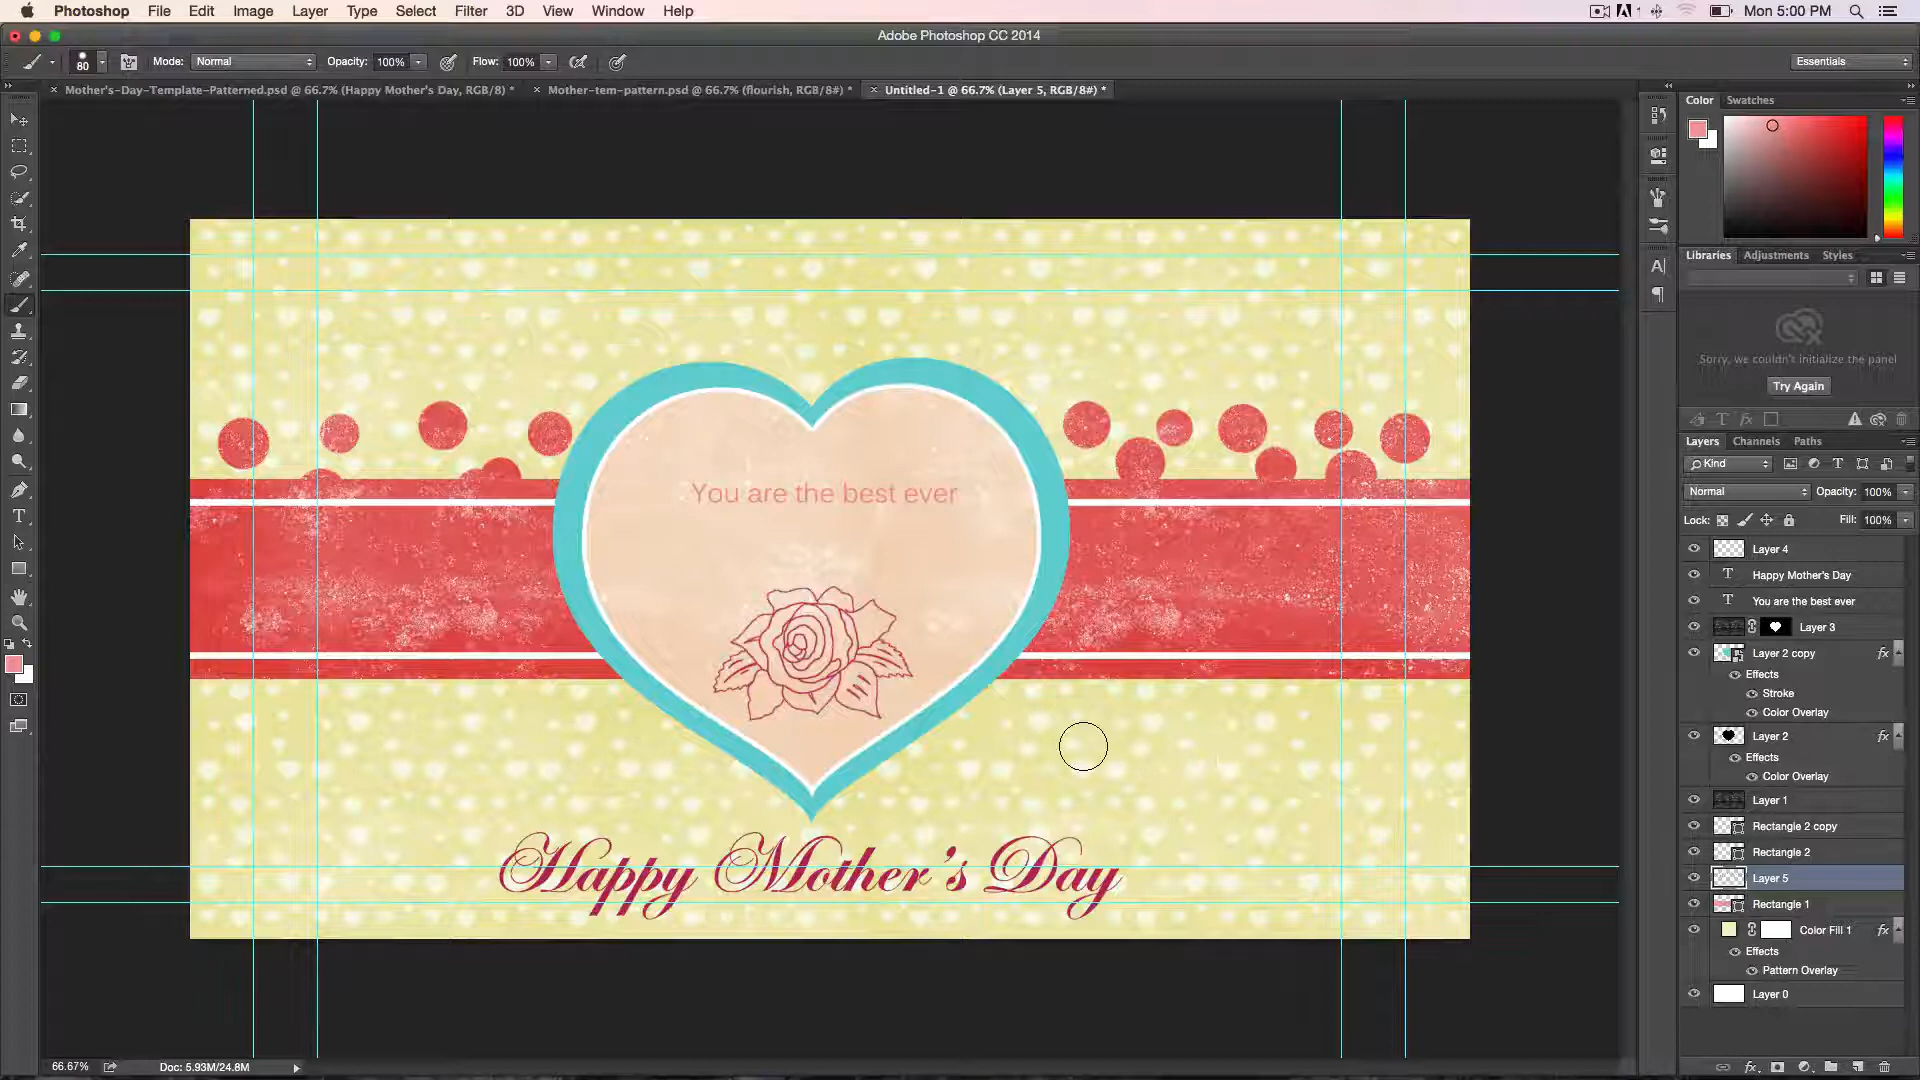 Photoshop File Edit Image Layer Type Select Filter 3D View Window Help 1 Mon 5:00 PM
Adobe Photoshop CC 2014
80 Mode: Normal Opacity: 100% Flow: 100% Essentials
Mother's-Day-Template-Patterned.psd @ 66.7% (Happy Mother's Day, RGB/8) * Mother-tem-pattern.psd @ 66.7% (flourish, RGB/8#) * Untitled-1 @ 66.7% (Layer 5, RGB/8#) *
Color Swatches
Libraries Adjustments Styles
Sorry, we couldn't initialize the panel
Try Again
Layers Channels Paths
Kind
Normal Opacity: 100%
Lock: Fill: 100%
Layer 4
Happy Mother's Day
You are the best ever
Layer 3
Layer 2 copy fx
Effects
Stroke
Color Overlay
Layer 2 fx
Effects
Color Overlay
Layer 1
Rectangle 2 copy
Rectangle 2
Layer 5
Rectangle 1
Color Fill 1 fx
Effects
Pattern Overlay
Layer 0
You are the best ever
Happy Mother's Day
66.67% Doc: 5.93M/24.8M